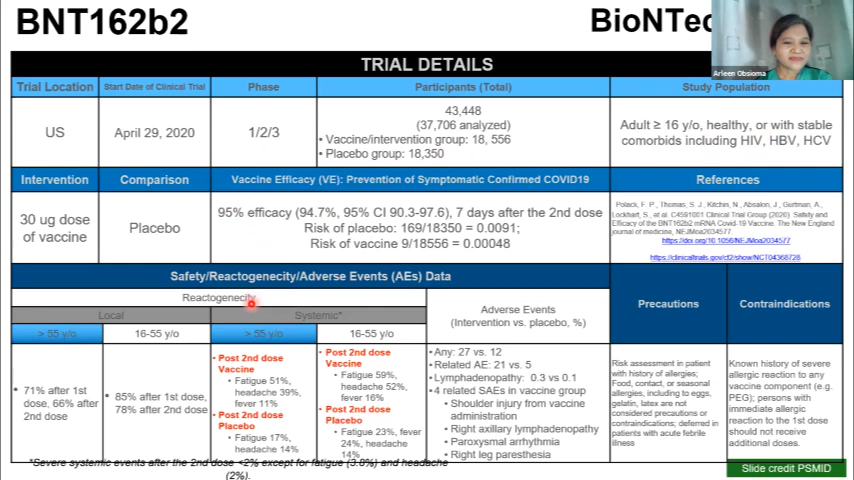 BNT162b2
BioNTec
Arleen Obsioma
TRIAL DETAILS
Trial Location
Start Date of Clinical Trial
Phase
Participants (Total)
Study Population
US
April 29, 2020
1/2/3
43,448
(37,706 analyzed)
• Vaccine/intervention group: 18, 556
• Placebo group: 18,350
Adult ≥ 16 y/o, healthy, or with stable
comorbids including HIV, HBV, HCV
Intervention
Comparison
Vaccine Efficacy (VE): Prevention of Symptomatic Confirmed COVID19
References
30 ug dose
of vaccine
Placebo
95% efficacy (94.7%, 95% CI 90.3-97.6), 7 days after the 2nd dose
Risk of placebo: 169/18350 = 0.0091;
Risk of vaccine 9/18556 = 0.00048
Polack, F. P., Thomas, S. J., Kitchin, N., Absalon, J., Gurtman, A.,
Lockhart, S., et al. C4591001 Clinical Trial Group (2020) Safety and
Efficacy of the BNT162b2 mRNA Covid-19 Vaccine. The New England
journal of medicine, NEJMoa2034577.
https://doi.org/10.1056/NEJMoa2034577
https://clinicaltrials.gov/ct2/show/NCT04368728
Safety/Reactogenecity/Adverse Events (AEs) Data
Reactogenecity
Local
Systemic*
Adverse Events
(Intervention vs. placebo, %)
Precautions
Contraindications
> 55 y/o
16-55 y/o
> 55 y/o
16-55 y/o
• 71% after 1st
dose, 66% after
2nd dose
• 85% after 1st dose,
78% after 2nd dose
• Post 2nd dose
Vaccine
• Fatigue 51%,
headache 39%,
fever 11%
• Post 2nd dose
Placebo
• Fatigue 17%,
headache 14%
• Post 2nd dose
Vaccine
• Fatigue 59%,
headache 52%,
fever 16%
• Post 2nd dose
Placebo
• Fatigue 23%, fever
24%, headache
14%
• Any: 27 vs. 12
• Related AE: 21 vs. 5
• Lymphadenopathy: 0.3 vs 0.1
• 4 related SAEs in vaccine group
• Shoulder injury from vaccine
administration
• Right axillary lymphadenopathy
• Paroxysmal arrhythmia
• Right leg paresthesia
Risk assessment in patient
with history of allergies;
Food, contact, or seasonal
allergies, including to eggs,
gelatin, latex are not
considered precautions or
contraindications; deferred in
patients with acute febrile
illness
Known history of severe
allergic reaction to any
vaccine component (e.g.
PEG); persons with
immediate allergic
reaction to the 1st dose
should not receive
additional doses.
*Severe systemic events after the 2nd dose <2% except for fatigue (3.8%) and headache
(2%).
Slide credit PSMID